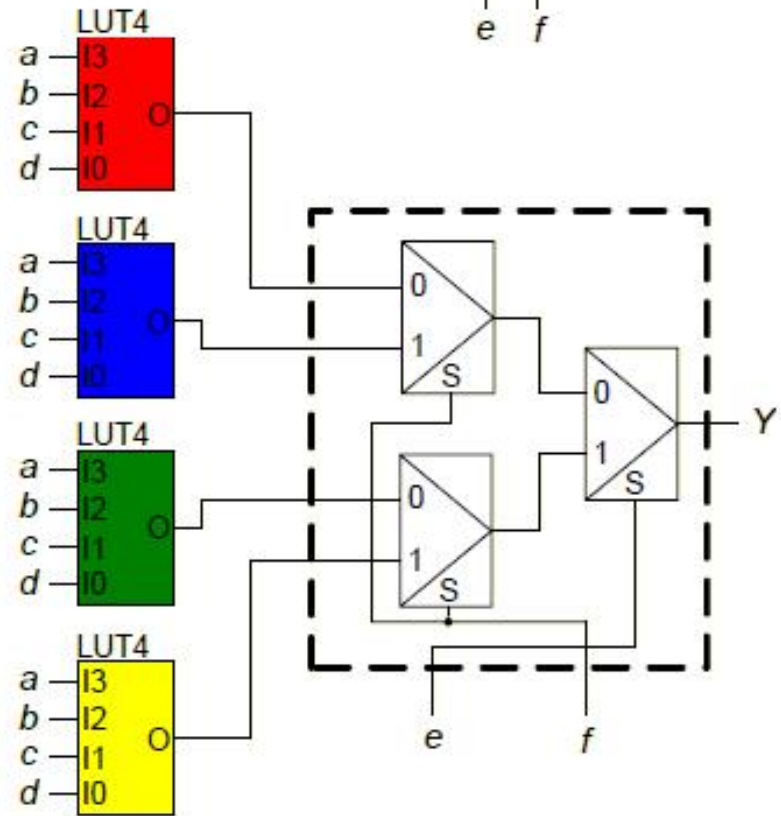 e f
LUT4
a I3
b I2 O
c I1
d I0
LUT4
a I3
b I2 O
c I1
d I0
0
1
S
0
1
S
Y
LUT4
a I3
b I2 O
c I1
d I0
0
1
S
LUT4
a I3
b I2 O
c I1
d I0
e f